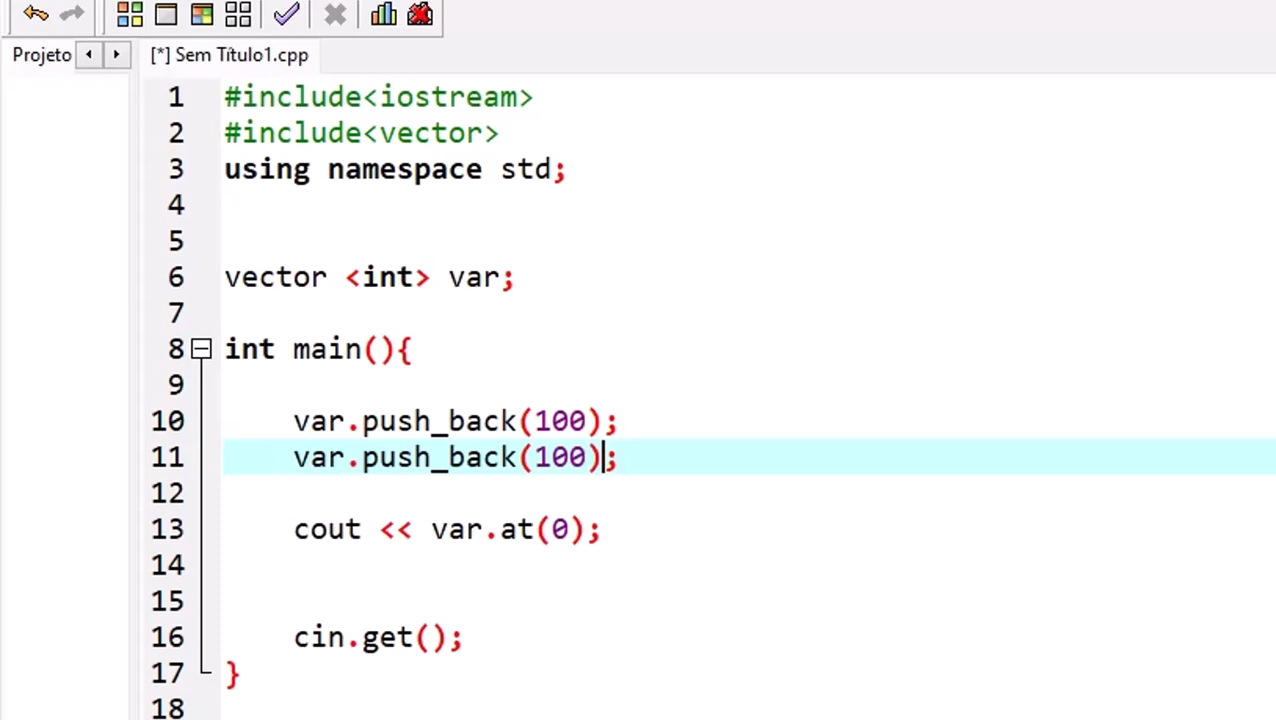 Projeto
[*] Sem Título1.cpp
1 #include<iostream>
2 #include<vector>
3 using namespace std;
4
5
6 vector <int> var;
7
8 int main(){
9
10 var.push_back(100);
11 var.push_back(100);
12
13 cout << var.at(0);
14
15
16 cin.get();
17 }
18